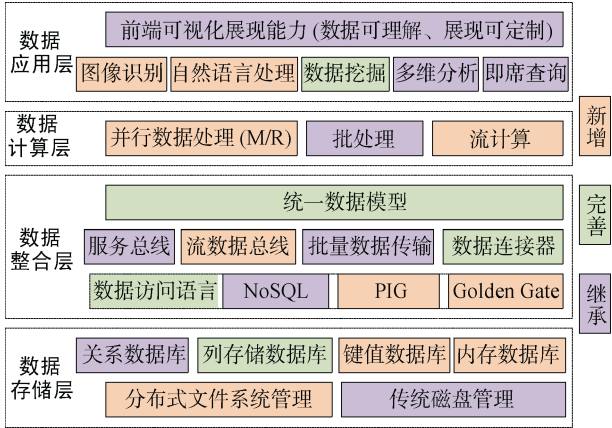 数据
应用层
前端可视化展现能力 (数据可理解、展现可定制)
图像识别
自然语言处理
数据挖掘
多维分析
即席查询
数据
计算层
并行数据处理 (M/R)
批处理
流计算
数据
整合层
统一数据模型
服务总线
流数据总线
批量数据传输
数据连接器
数据访问语言
NoSQL
PIG
Golden Gate
数据
存储层
关系数据库
列存储数据库
键值数据库
内存数据库
分布式文件系统管理
传统磁盘管理
新增
完善
继承